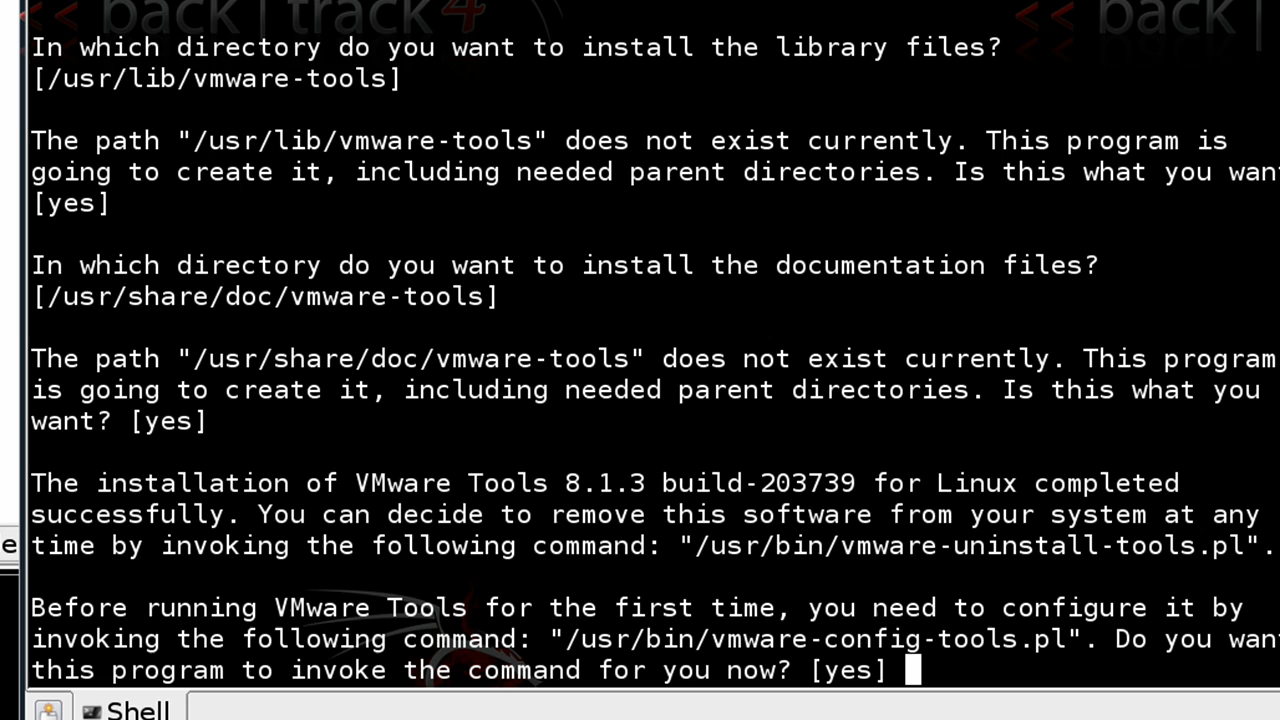 << back | track 4 << back |
In which directory do you want to install the library files?
[/usr/lib/vmware-tools]
The path "/usr/lib/vmware-tools" does not exist currently. This program is
going to create it, including needed parent directories. Is this what you want
[yes]
In which directory do you want to install the documentation files?
[/usr/share/doc/vmware-tools]
The path "/usr/share/doc/vmware-tools" does not exist currently. This program
is going to create it, including needed parent directories. Is this what you
want? [yes]
The installation of VMware Tools 8.1.3 build-203739 for Linux completed
successfully. You can decide to remove this software from your system at any
time by invoking the following command: "/usr/bin/vmware-uninstall-tools.pl".
Before running VMware Tools for the first time, you need to configure it by
invoking the following command: "/usr/bin/vmware-config-tools.pl". Do you want
this program to invoke the command for you now? [yes]
Shell